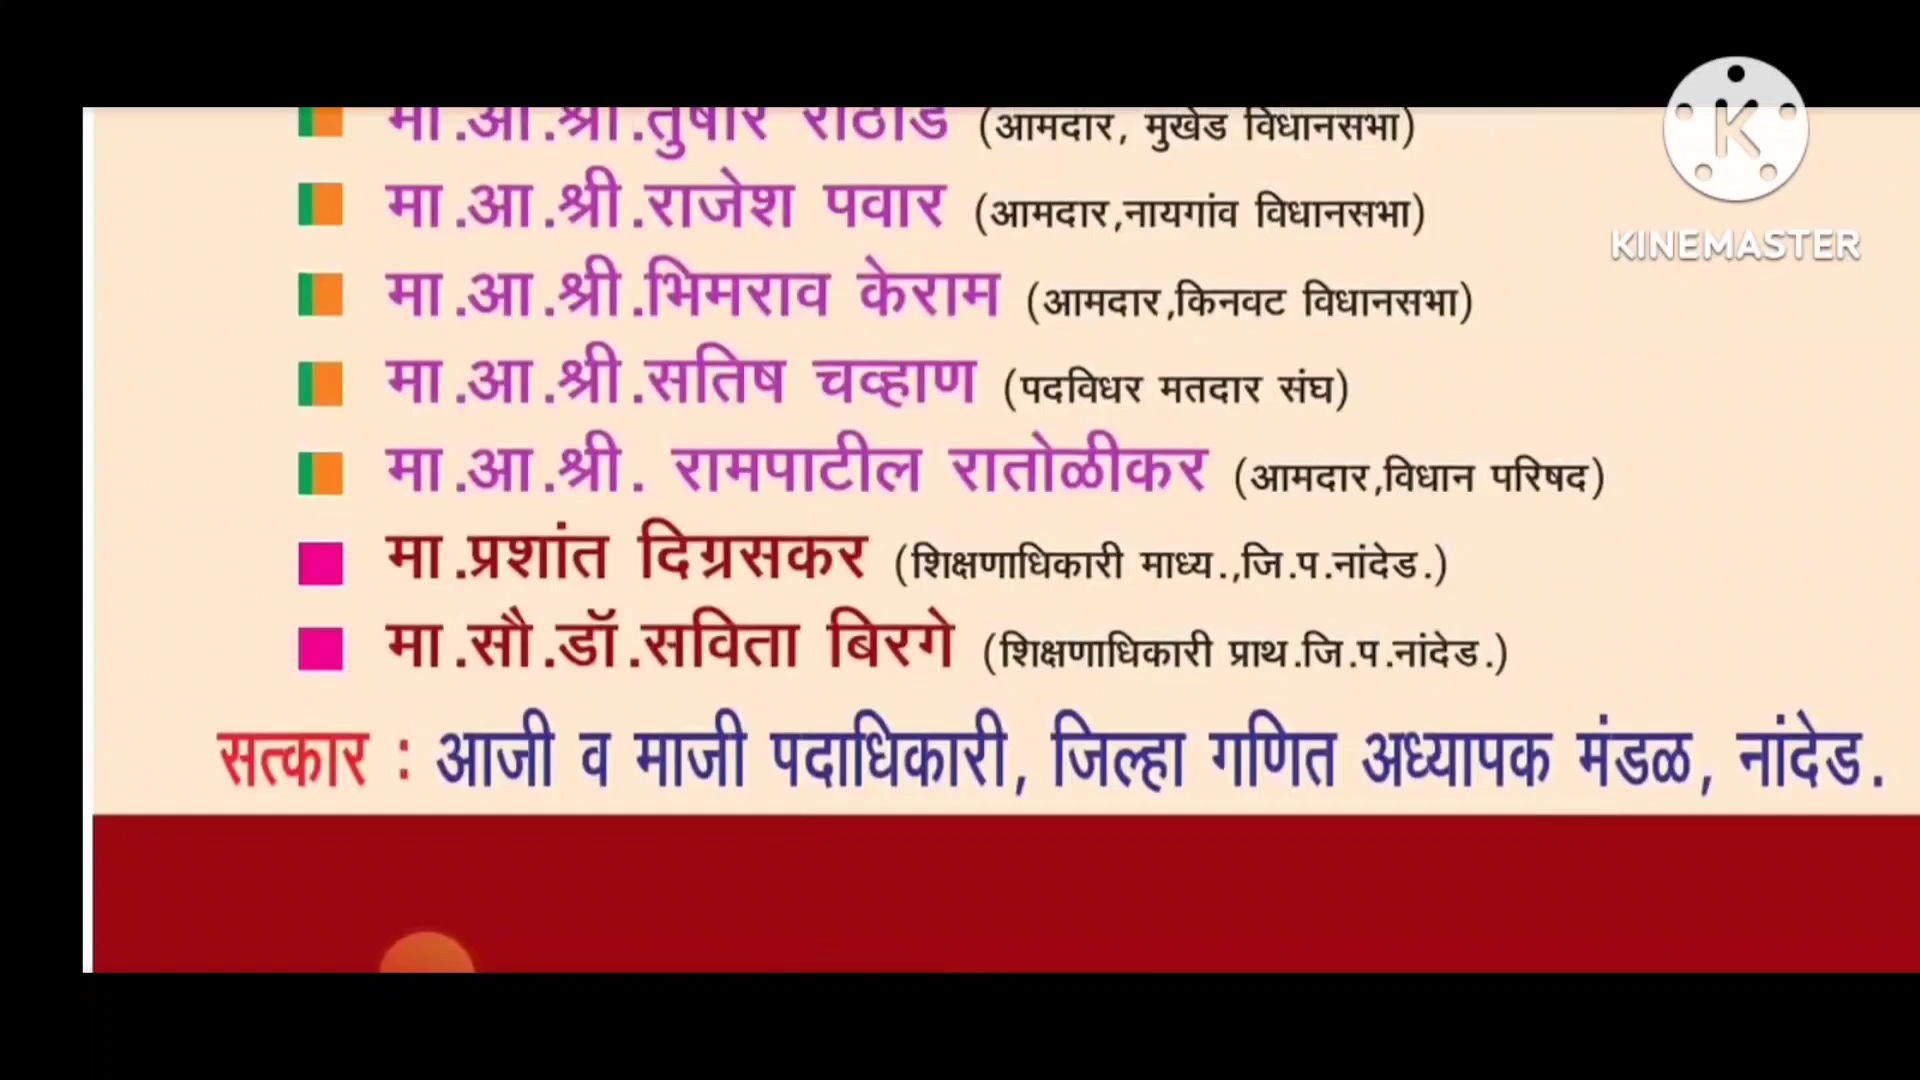 मा.आ.श्री.तुषार राठोड (आमदार, मुखेड विधानसभा)
मा.आ.श्री.राजेश पवार (आमदार,नायगांव विधानसभा)
मा.आ.श्री.भिमराव केराम (आमदार,किनवट विधानसभा)
मा.आ.श्री.सतिष चव्हाण (पदविधर मतदार संघ)
मा.आ.श्री. रामपाटील रातोळीकर (आमदार,विधान परिषद)
मा.प्रशांत दिग्रसकर (शिक्षणाधिकारी माध्य.,जि.प.नांदेड.)
मा.सौ.डॉ.सविता बिरगे (शिक्षणाधिकारी प्राथ.जि.प.नांदेड.)
सत्कार : आजी व माजी पदाधिकारी, जिल्हा गणित अध्यापक मंडळ, नांदेड.
K
KINEMASTER